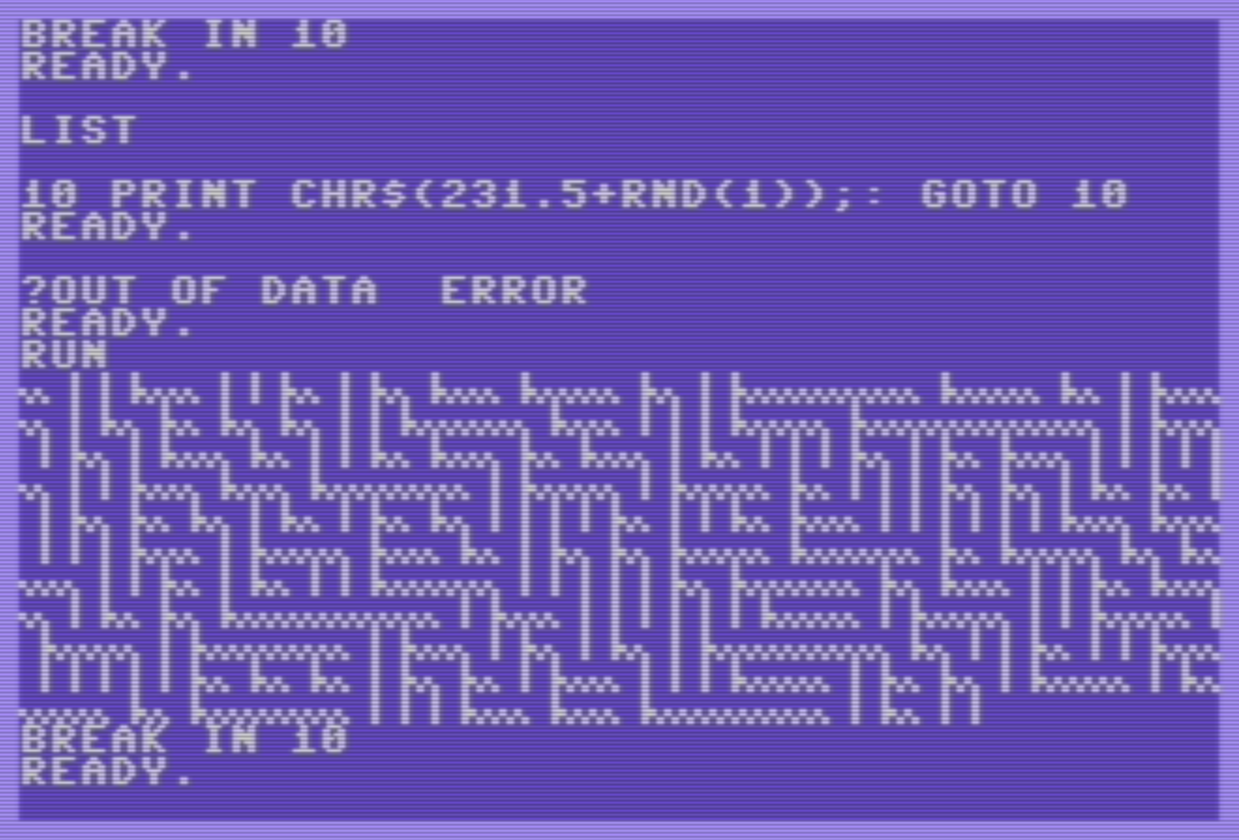 BREAK IN 10
READY.
LIST
10 PRINT CHR$(231.5+RND(1));: GOTO 10
READY.
?OUT OF DATA  ERROR
READY.
RUN
BREAK IN 10
READY.